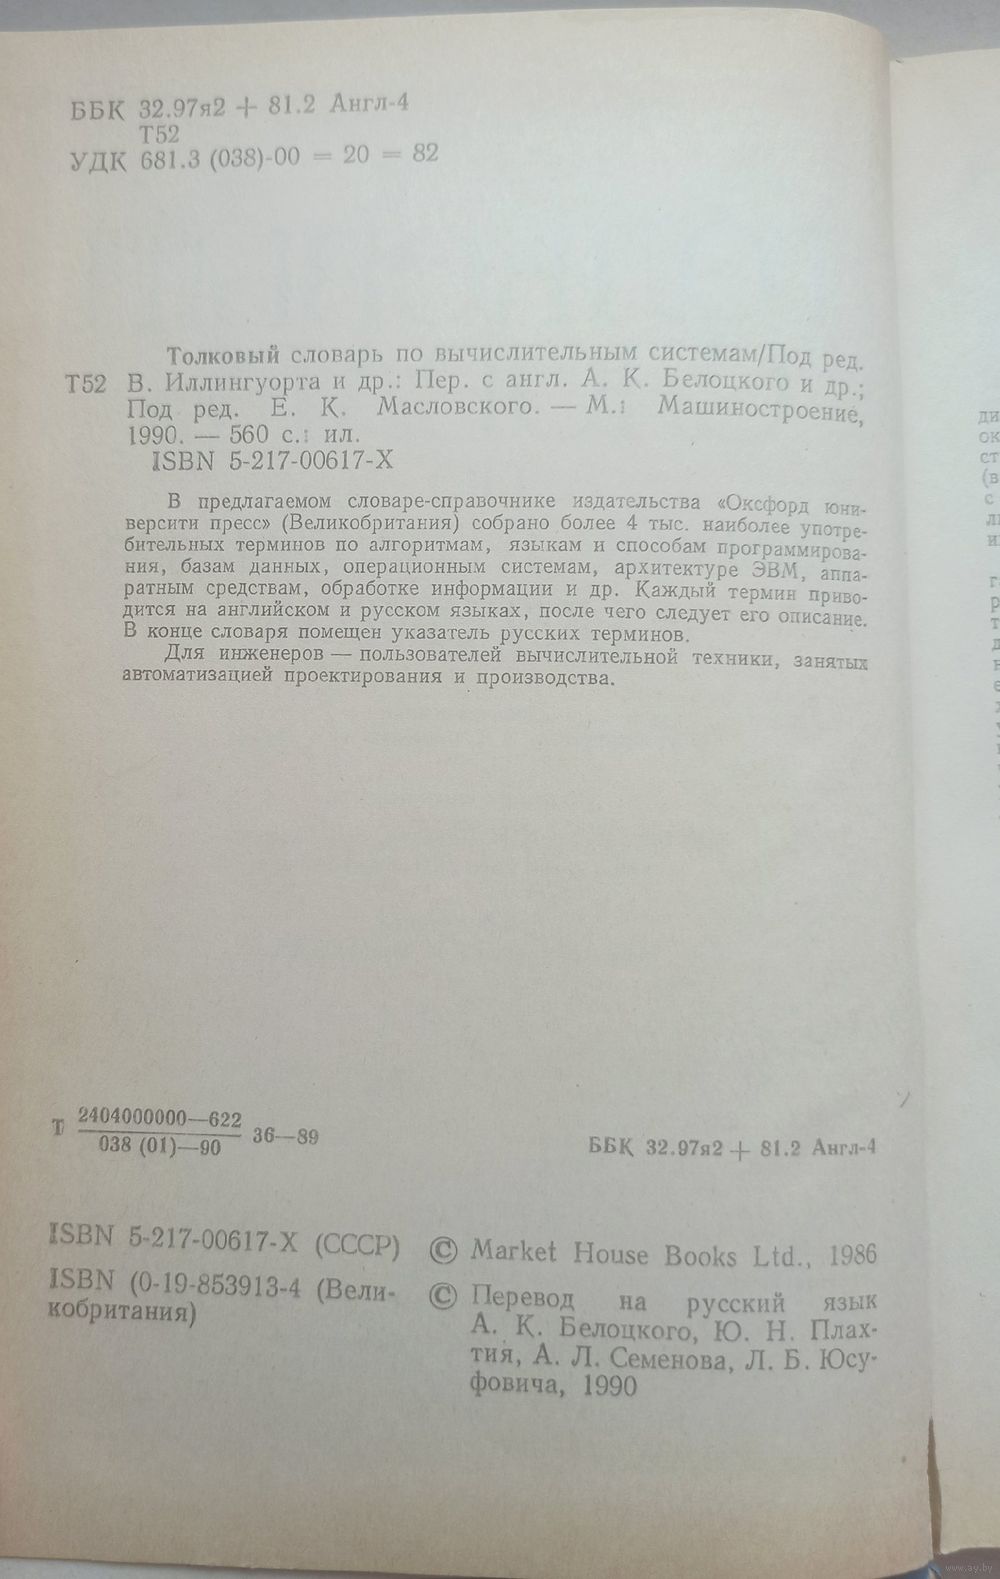 ББК 32.97я2 + 81.2 Англ-4
Т52
УДК 681.3 (038)-00 = 20 = 82
Толковый словарь по вычислительным системам/Под ред.
Т52 В. Иллингуорта и др.: Пер. с англ. А. К. Белоцкого и др.;
Под ред. Е. К. Масловского. — М.: Машиностроение,
1990. — 560 с.: ил.
ISBN 5-217-00617-X
В предлагаемом словаре-справочнике издательства «Оксфорд юни-
верcити пресс» (Великобритания) собрано более 4 тыс. наиболее употре-
бительных терминов по алгоритмам, языкам и способам программирова-
ния, базам данных, операционным системам, архитектуре ЭВМ, аппа-
ратным средствам, обработке информации и др. Каждый термин приво-
дится на английском и русском языках, после чего следует его описание.
В конце словаря помещен указатель русских терминов.
Для инженеров — пользователей вычислительной техники, занятых
автоматизацией проектирования и производства.
Т 2404000000—622
038 (01)—90 36—89
ББК 32.97я2 + 81.2 Англ-4
ISBN 5-217-00617-X (СССР)
ISBN (0-19-853913-4 (Вели-
кобритания)
© Market House Books Ltd., 1986
© Перевод на русский язык
А. К. Белоцкого, Ю. Н. Плах-
тия, А. Л. Семенова, Л. Б. Юсу-
фовича, 1990
www.ay.by